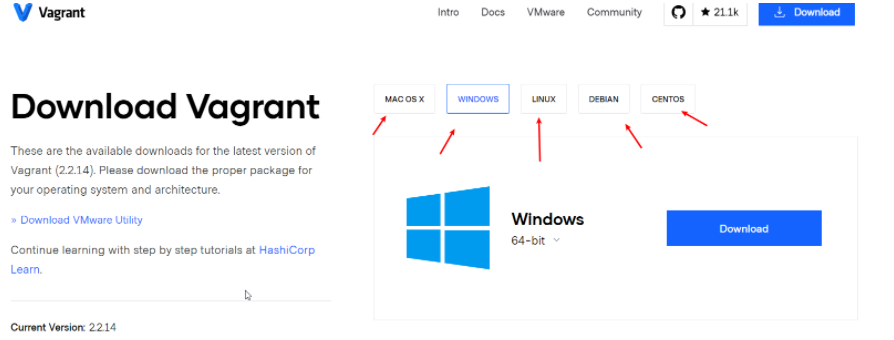 Vagrant
Intro Docs VMware Community ★ 21.1k Download
MAC OS X WINDOWS LINUX DEBIAN CENTOS
Download Vagrant
These are the available downloads for the latest version of
Vagrant (2.2.14). Please download the proper package for
your operating system and architecture.
» Download VMware Utility
Continue learning with step by step tutorials at HashiCorp
Learn.
Current Version: 2.2.14
Windows
64-bit
Download